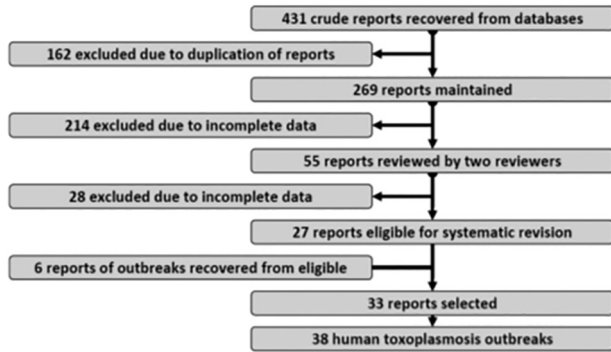 431 crude reports recovered from databases
162 excluded due to duplication of reports
269 reports maintained
214 excluded due to incomplete data
55 reports reviewed by two reviewers
28 excluded due to incomplete data
27 reports eligible for systematic revision
6 reports of outbreaks recovered from eligible
33 reports selected
38 human toxoplasmosis outbreaks